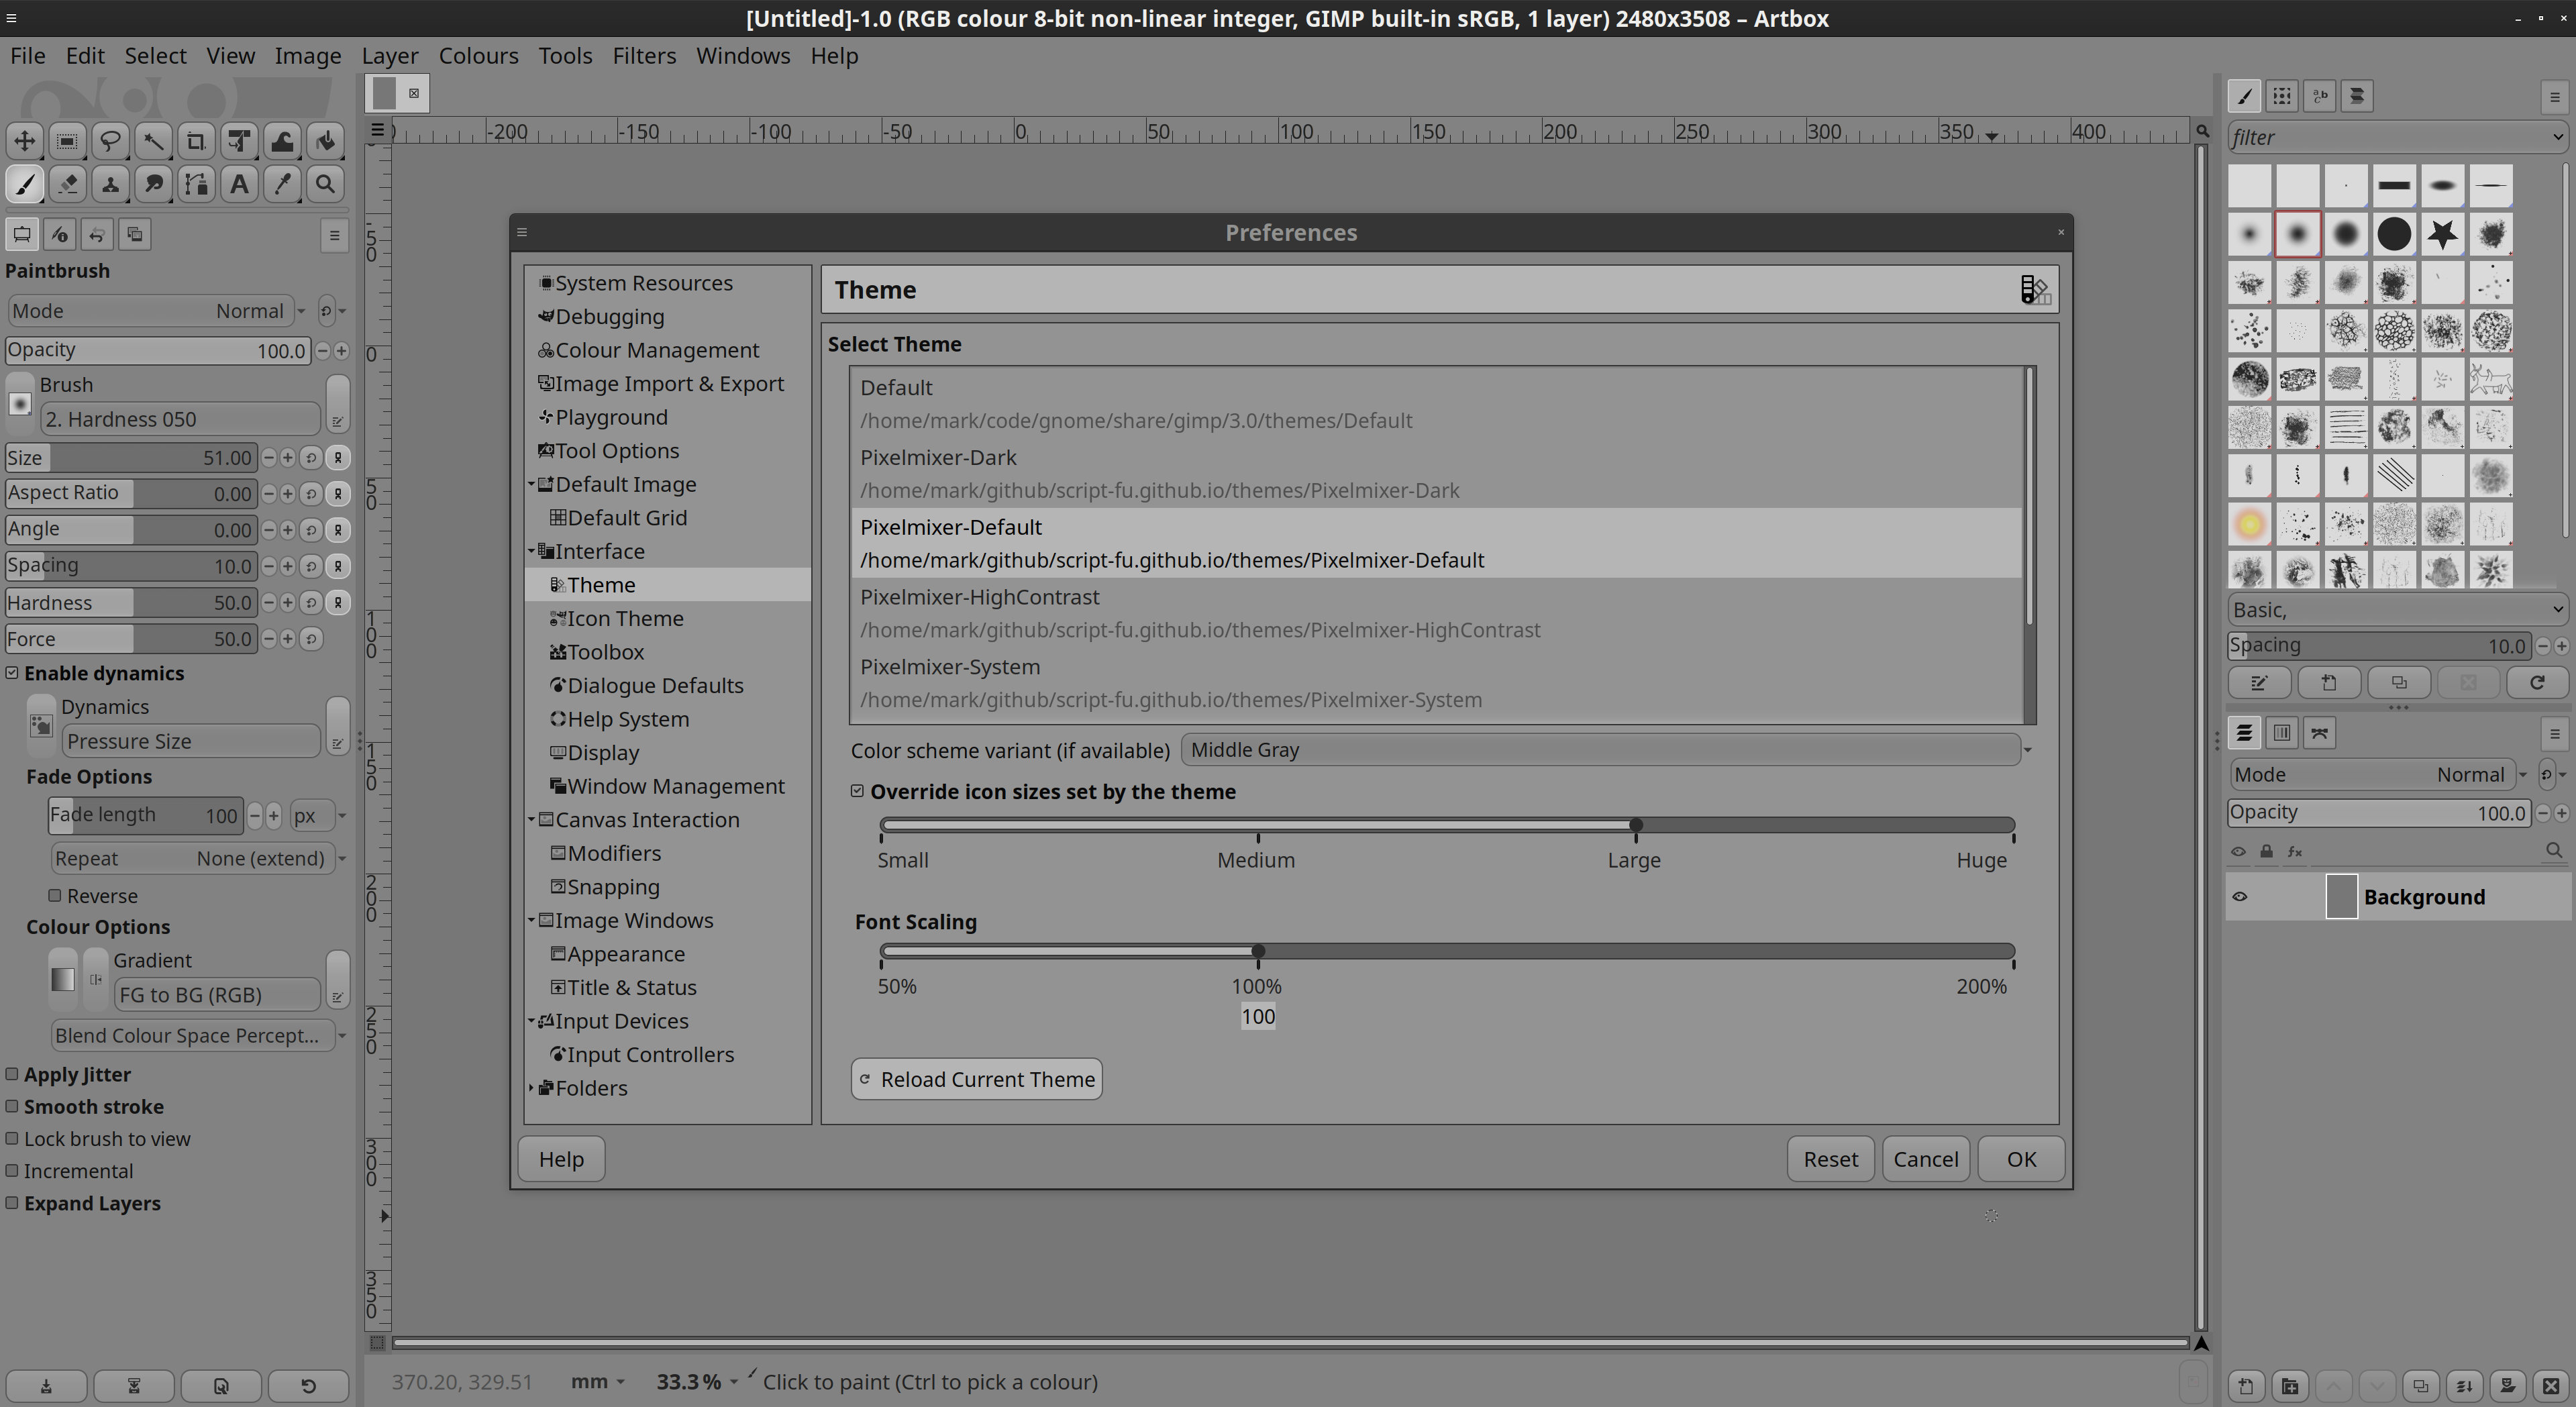 [Untitled]-1.0 (RGB colour 8-bit non-linear integer, GIMP built-in sRGB, 1 layer) 2480x3508 – Artbox
File Edit Select View Image Layer Colours Tools Filters Windows Help
-200 -150 -100 -50 0 50 100 150 200 250 300 350 400
-50
0
50
100
150
200
250
300
350
Paintbrush
Mode Normal
Opacity 100.0
Brush
2. Hardness 050
Size 51.00
Aspect Ratio 0.00
Angle 0.00
Spacing 10.0
Hardness 50.0
Force 50.0
Enable dynamics
Dynamics
Pressure Size
Fade Options
Fade length 100 px
Repeat None (extend)
Reverse
Colour Options
Gradient
FG to BG (RGB)
Blend Colour Space Percept...
Apply Jitter
Smooth stroke
Lock brush to view
Incremental
Expand Layers
Preferences
System Resources
Debugging
Colour Management
Image Import & Export
Playground
Tool Options
Default Image
Default Grid
Interface
Theme
Icon Theme
Toolbox
Dialogue Defaults
Help System
Display
Window Management
Canvas Interaction
Modifiers
Snapping
Image Windows
Appearance
Title & Status
Input Devices
Input Controllers
Folders
Theme
Select Theme
Default
/home/mark/code/gnome/share/gimp/3.0/themes/Default
Pixelmixer-Dark
/home/mark/github/script-fu.github.io/themes/Pixelmixer-Dark
Pixelmixer-Default
/home/mark/github/script-fu.github.io/themes/Pixelmixer-Default
Pixelmixer-HighContrast
/home/mark/github/script-fu.github.io/themes/Pixelmixer-HighContrast
Pixelmixer-System
/home/mark/github/script-fu.github.io/themes/Pixelmixer-System
Color scheme variant (if available) Middle Gray
Override icon sizes set by the theme
Small Medium Large Huge
Font Scaling
50% 100% 200%
100
Reload Current Theme
Help Reset Cancel OK
370.20, 329.51 mm 33.3 % Click to paint (Ctrl to pick a colour)
filter
Basic,
Spacing 10.0
Mode Normal
Opacity 100.0
fx
Background